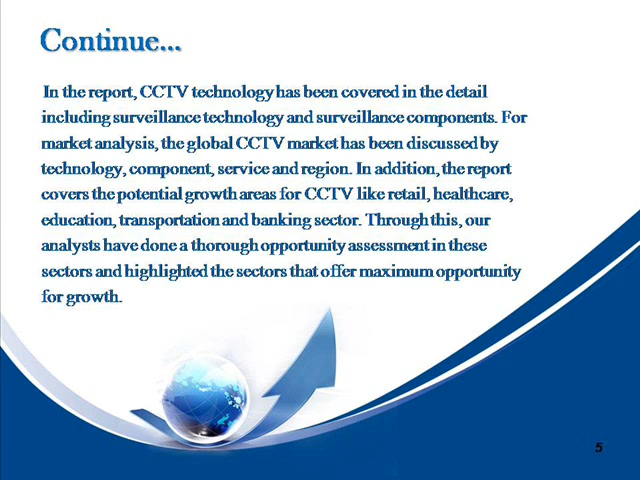 Continue...
In the report, CCTV technology has been covered in the detail
including surveillance technology and surveillance components. For
market analysis, the global CCTV market has been discussed by
technology, component, service and region. In addition, the report
covers the potential growth areas for CCTV like retail, healthcare,
education, transportation and banking sector. Through this, our
analysts have done a thorough opportunity assessment in these
sectors and highlighted the sectors that offer maximum opportunity
for growth.
5